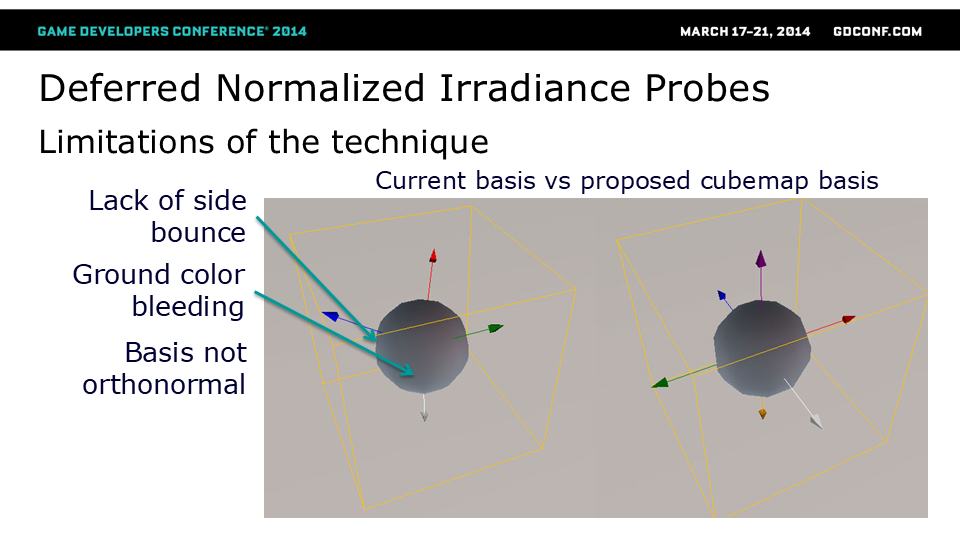 GAME DEVELOPERS CONFERENCE® 2014
MARCH 17–21, 2014 GDCONF.COM
Deferred Normalized Irradiance Probes
Limitations of the technique
Current basis vs proposed cubemap basis
Lack of side
bounce
Ground color
bleeding
Basis not
orthonormal